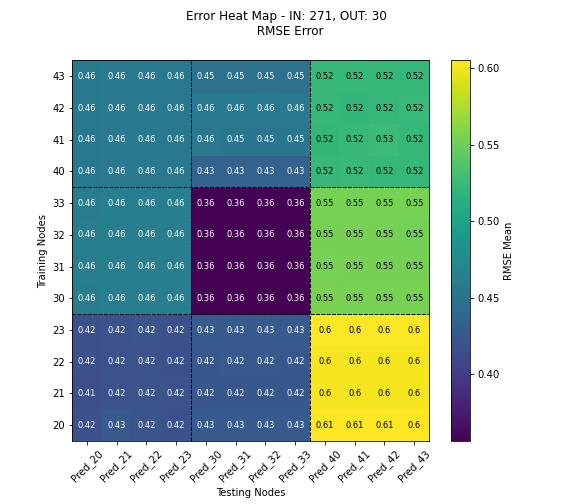 Error Heat Map - IN: 271, OUT: 30
RMSE Error
43 0.46 0.46 0.46 0.46 0.45 0.45 0.45 0.45 0.52 0.52 0.52 0.52
42 0.46 0.46 0.46 0.46 0.46 0.46 0.46 0.46 0.52 0.52 0.52 0.52
41 0.46 0.46 0.46 0.46 0.46 0.45 0.45 0.45 0.52 0.52 0.53 0.52
40 0.46 0.46 0.46 0.46 0.43 0.43 0.43 0.43 0.52 0.52 0.52 0.52
33 0.46 0.46 0.46 0.46 0.36 0.36 0.36 0.36 0.55 0.55 0.55 0.55
32 0.46 0.46 0.46 0.46 0.36 0.36 0.36 0.36 0.55 0.55 0.55 0.55
31 0.46 0.46 0.46 0.46 0.36 0.36 0.36 0.36 0.55 0.55 0.55 0.55
30 0.46 0.46 0.46 0.46 0.36 0.36 0.36 0.36 0.55 0.55 0.55 0.55
23 0.42 0.42 0.42 0.42 0.43 0.43 0.43 0.43 0.6 0.6 0.6 0.6
22 0.42 0.42 0.42 0.42 0.42 0.42 0.42 0.42 0.6 0.6 0.6 0.6
21 0.41 0.42 0.42 0.42 0.42 0.42 0.42 0.42 0.6 0.6 0.6 0.6
20 0.42 0.43 0.42 0.42 0.43 0.43 0.43 0.43 0.61 0.61 0.61 0.6
Training Nodes
Pred_20 Pred_21 Pred_22 Pred_23 Pred_30 Pred_31 Pred_32 Pred_33 Pred_40 Pred_41 Pred_42 Pred_43
Testing Nodes
0.60
0.55
0.50
0.45
0.40
RMSE Mean